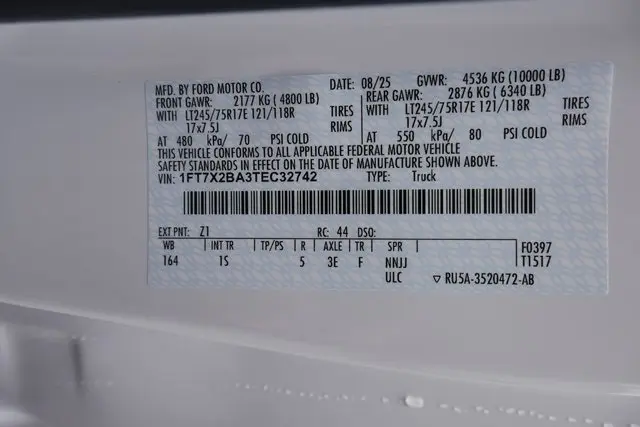 MFD. BY FORD MOTOR CO. DATE: 08/25 GVWR: 4536 KG (10000 LB)
FRONT GAWR: 2177 KG ( 4800 LB) REAR GAWR: 2876 KG ( 6340 LB)
WITH LT245/75R17E 121/118R TIRES WITH LT245/75R17E 121/118R TIRES
17x7.5J RIMS 17x7.5J RIMS
AT 480 kPa/ 70 PSI COLD AT 550 kPa/ 80 PSI COLD
THIS VEHICLE CONFORMS TO ALL APPLICABLE FEDERAL MOTOR VEHICLE
SAFETY STANDARDS IN EFFECT ON THE DATE OF MANUFACTURE SHOWN ABOVE.
VIN: 1FT7X2BA3TEC32742 TYPE: Truck
EXT PNT: Z1 RC: 44 DSO:
WB INT TR TP/PS R AXLE TR SPR F0397
164 1S 5 3E F NNJJ T1517
ULC ▽ RU5A-3520472-AB